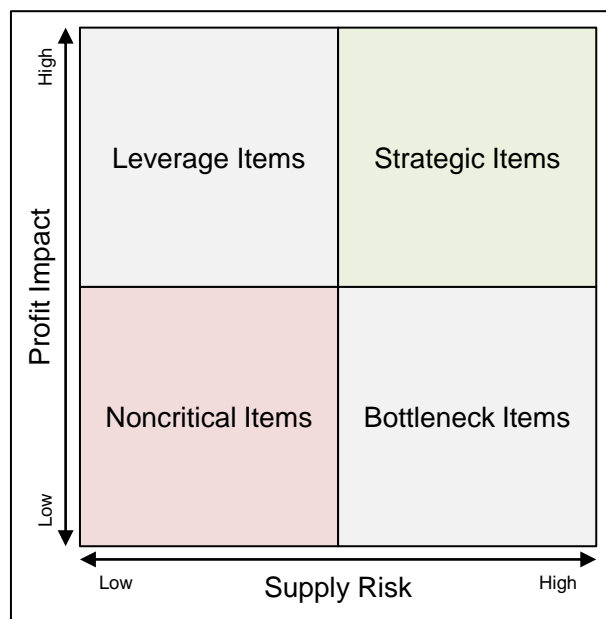 High
Leverage Items
Strategic Items
Profit Impact
Noncritical Items
Bottleneck Items
Low
Low
Supply Risk
High